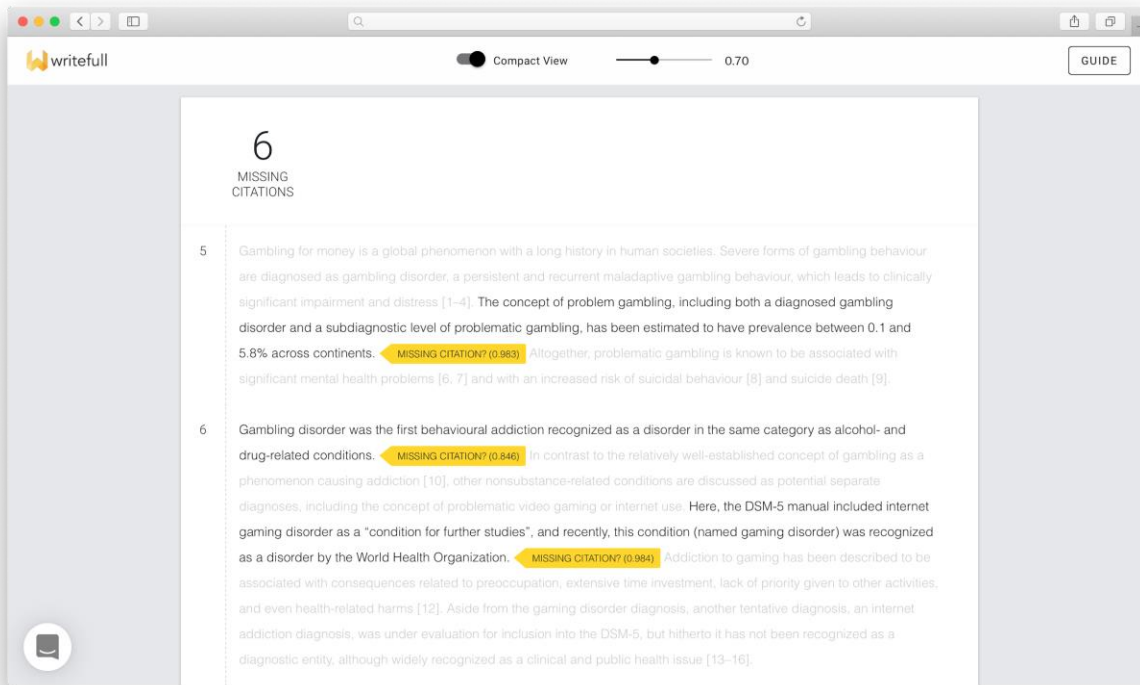 writefull
Compact View
0.70
GUIDE
6
MISSING
CITATIONS
5
Gambling for money is a global phenomenon with a long history in human societies. Severe forms of gambling behaviour
are diagnosed as gambling disorder, a persistent and recurrent maladaptive gambling behaviour, which leads to clinically
significant impairment and distress [1–4]. The concept of problem gambling, including both a diagnosed gambling
disorder and a subdiagnostic level of problematic gambling, has been estimated to have prevalence between 0.1 and
5.8% across continents. MISSING CITATION? (0.983) Altogether, problematic gambling is known to be associated with
significant mental health problems [6, 7] and with an increased risk of suicidal behaviour [8] and suicide death [9].
6
Gambling disorder was the first behavioural addiction recognized as a disorder in the same category as alcohol- and
drug-related conditions. MISSING CITATION? (0.846) In contrast to the relatively well-established concept of gambling as a
phenomenon causing addiction [10], other nonsubstance-related conditions are discussed as potential separate
diagnoses, including the concept of problematic video gaming or internet use. Here, the DSM-5 manual included internet
gaming disorder as a “condition for further studies”, and recently, this condition (named gaming disorder) was recognized
as a disorder by the World Health Organization. MISSING CITATION? (0.984) Addiction to gaming has been described to be
associated with consequences related to preoccupation, extensive time investment, lack of priority given to other activities,
and even health-related harms [12]. Aside from the gaming disorder diagnosis, another tentative diagnosis, an internet
addiction diagnosis, was under evaluation for inclusion into the DSM-5, but hitherto it has not been recognized as a
diagnostic entity, although widely recognized as a clinical and public health issue [13–16].